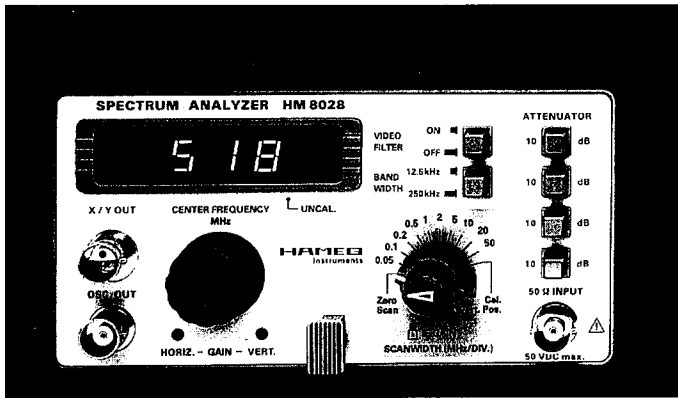 SPECTRUM ANALYZER HM 8028
518
X / Y OUT
CENTER FREQUENCY
MHz
UNCAL.
OSC. OUT
HAMEG
Instruments
HORIZ. – GAIN – VERT.
VIDEO
FILTER
ON
OFF
BAND
WIDTH
12.5kHz
250kHz
0.05
0.1
0.2
0.5
1
2
5
10
20
50
Zero
Scan
Cal.
Pos.
SCANWIDTH (MHz/DIV.)
ATTENUATOR
10 dB
10 dB
10 dB
10 dB
50 Ω INPUT
50 VDC max.